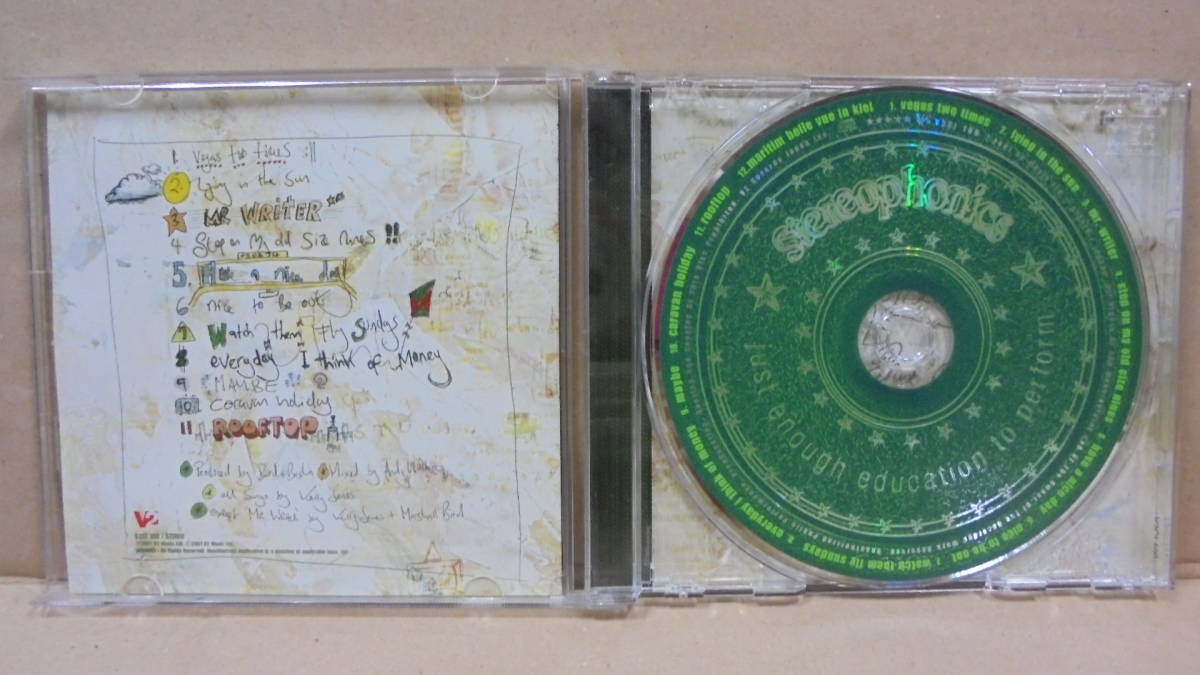 1. vegas two times
2 lying in the sun
3 MR WRITER
4 Step on My old Size Nines !!
5. Have a nice day
6 nice to be out
7 Watch them Fly Sundays
8 everyday I think of Money
9 MAYBE
10 caravan holiday
11 ROOFTOP
Produced by Bird + Bush
Mixed by Andy
all Songs by Kelly Jones
except Mr Writer by Kelly Jones + Marshall Bird
V2
Stereophonics
just enough education to perform
1. vegas two times
2. lying in the sun
3. mr writer
4. step on my old size nines
5. have a nice day
6. nice to be out
7. watch them fly sundays
8. everyday i think of money
9. maybe
10. caravan holiday
11. rooftop
12. maritim belle vue in kiel